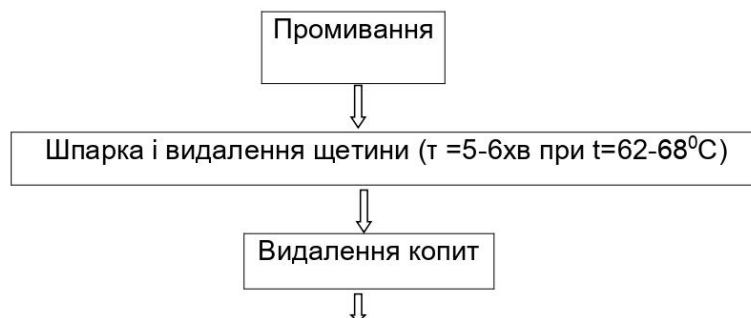 Промивання
Шпарка і видалення щетини (τ =5-6хв при t=62-68⁰С)
Видалення копит